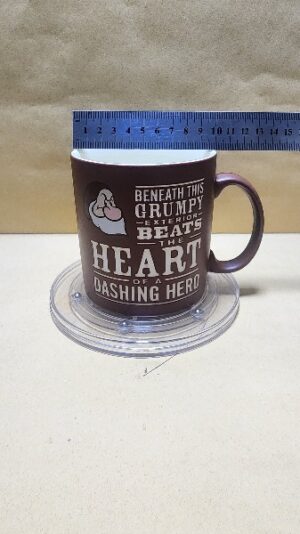 1 2 3 4 5 6 7 8 9 10 11 12 13 14 15
BENEATH THIS
GRUMPY
EXTERIOR
BEATS
THE
HEART
OF A
DASHING HERO